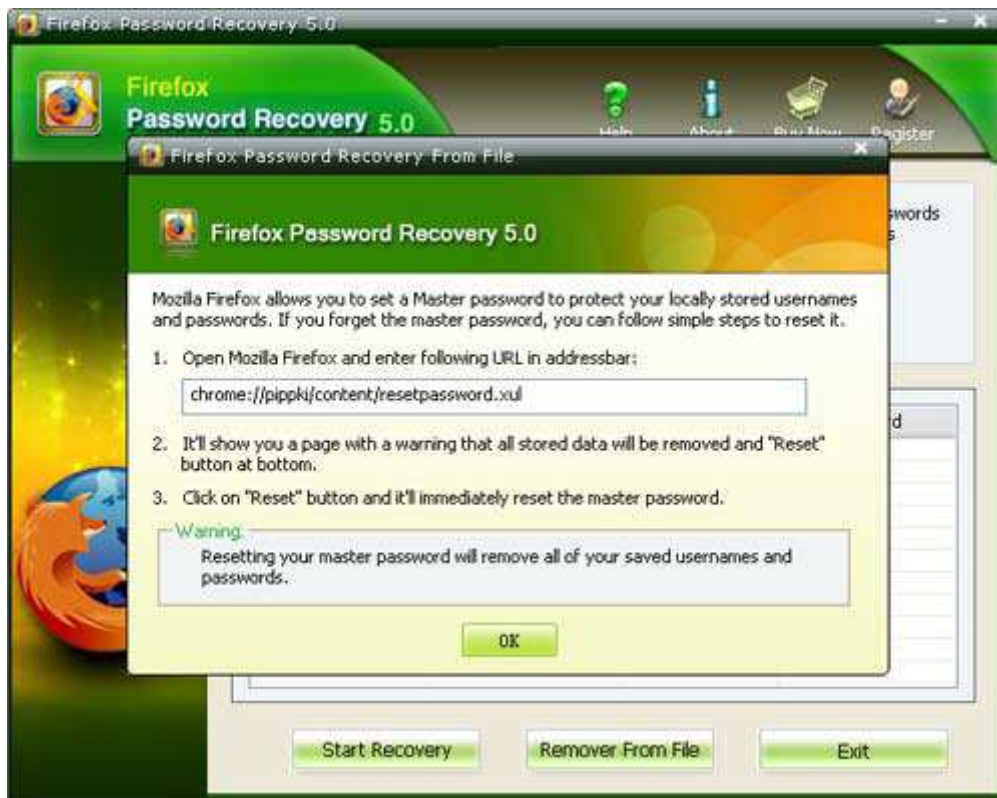 Firefox Password Recovery 5.0
Firefox
Password Recovery 5.0
Help About Buy Now Register
Firefox Password Recovery From File
swords
s
Firefox Password Recovery 5.0
Mozilla Firefox allows you to set a Master password to protect your locally stored usernames
and passwords. If you forget the master password, you can follow simple steps to reset it.
1. Open Mozilla Firefox and enter following URL in addressbar:
chrome://pippki/content/resetpassword.xul
d
2. It'll show you a page with a warning that all stored data will be removed and "Reset"
button at bottom.
3. Click on "Reset" button and it'll immediately reset the master password.
Warning:
Resetting your master password will remove all of your saved usernames and
passwords.
OK
Start Recovery Remover From File Exit